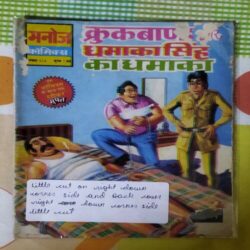 मनोज
कॉमिक्स
क्रुकबाण्ड और
धमाका सिंह
का धमाका
मुफ्त
Little cut on right down
corner side and back cover
right down corner side
little cut